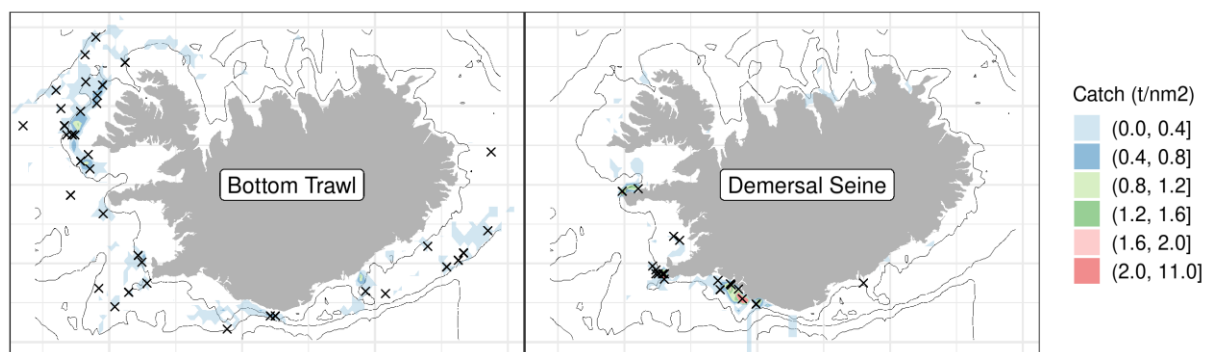 Bottom Trawl
Demersal Seine
Catch (t/nm2)
(0.0, 0.4]
(0.4, 0.8]
(0.8, 1.2]
(1.2, 1.6]
(1.6, 2.0]
(2.0, 11.0]